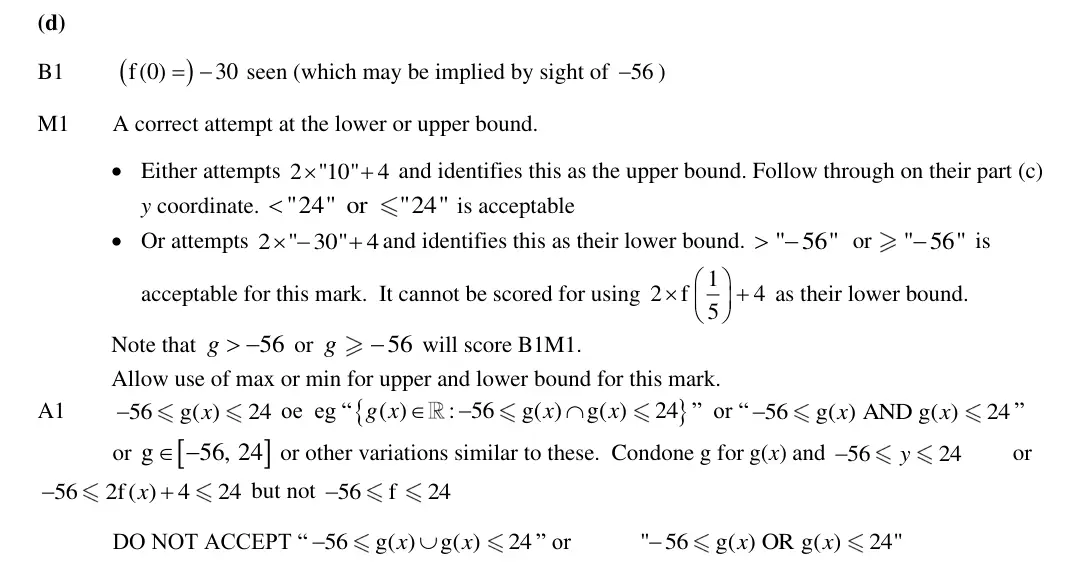 (d)
B1 (f(0) =) −30 seen (which may be implied by sight of −56 )
M1 A correct attempt at the lower or upper bound.
• Either attempts 2×"10"+4 and identifies this as the upper bound. Follow through on their part (c)
y coordinate. <"24" or ⩽"24" is acceptable
• Or attempts 2×"−30"+4 and identifies this as their lower bound. > "−56" or ⩾ "−56" is
acceptable for this mark. It cannot be scored for using 2×f(1/5)+4 as their lower bound.
Note that g > −56 or g ⩾ −56 will score B1M1.
Allow use of max or min for upper and lower bound for this mark.
A1 −56 ⩽ g(x) ⩽ 24 oe eg “{g(x)∈ℝ:−56 ⩽ g(x)∩g(x) ⩽ 24}” or “−56 ⩽ g(x) AND g(x) ⩽ 24”
or g ∈[−56, 24] or other variations similar to these. Condone g for g(x) and −56 ⩽ y ⩽ 24 or
−56 ⩽ 2f(x)+4 ⩽ 24 but not −56 ⩽ f ⩽ 24
DO NOT ACCEPT “−56 ⩽ g(x)∪g(x) ⩽ 24” or "−56 ⩽ g(x) OR g(x) ⩽ 24"